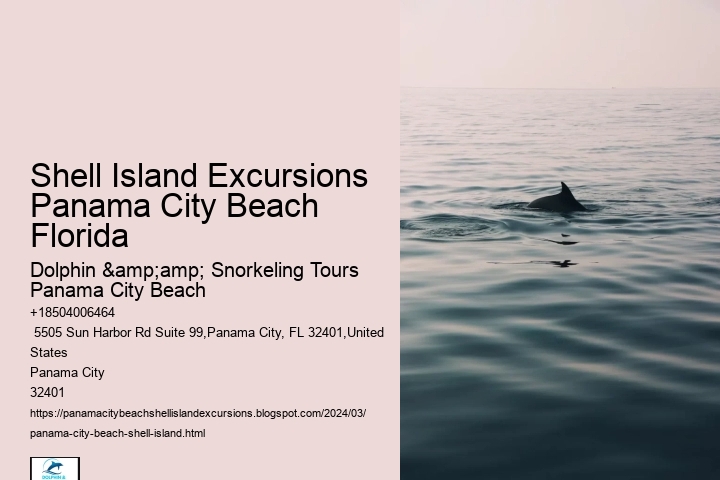 Shell Island Excursions
Panama City Beach
Florida
Dolphin &amp;amp; Snorkeling Tours
Panama City Beach
+18504006464
5505 Sun Harbor Rd Suite 99,Panama City, FL 32401,United
States
Panama City
32401
https://panamacitybeachshellislandexcursions.blogspot.com/2024/03/
panama-city-beach-shell-island.html
DOLPHIN &